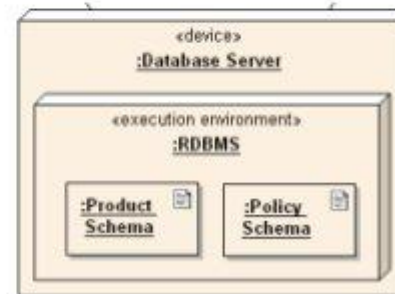 «device»
:Database Server
«execution environment»
:RDBMS
:Product
Schema
:Policy
Schema